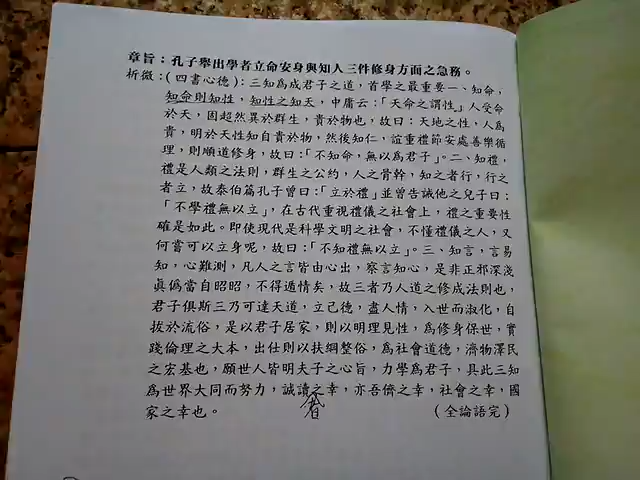 章旨：孔子舉出學者立命安身與知人三件修身方面之急務。
析微：(四書心德)：三知為成君子之道，首學之最重要一、知命，
知命則知性，知性之知天，中庸云：「天命之謂性」人受命
於天，固超然異於群生，貴於物也，故曰：天地之性，人為
貴，明於天性知自貴於物，然後知仁，誼重禮節安處善樂循
理，則順道修身，故曰：「不知命，無以為君子」。二、知禮，
禮是人類之法則，群生之公約，人之骨幹，知之者行，行之
者立，故泰伯篇孔子曾曰：「立於禮」並曾告誡他之兒子曰：
「不學禮無以立」，在古代重視禮儀之社會上，禮之重要性
確是如此。即使現代是科學文明之社會，不懂禮儀之人，又
何嘗可以立身呢，故曰：「不知禮無以立」。三、知言，言易
知，心難測，凡人之言皆由心出，察言知心，是非正邪深淺
眞僞當自昭昭，不得遁情矣，故三者乃人道之修成法則也，
君子俱斯三乃可達天道，立己德，盡人情，入世而淑化，自
拔於流俗，是以君子居家，則以明理見性，為修身保世，實
踐倫理之大本，出仕則以扶綱整俗，為社會道德，濟物澤民
之宏基也，願世人皆明夫子之心旨，力學為君子，具此三知
為世界大同而努力，誠讀之幸，亦吾儕之幸，社會之幸，國
家之幸也。
(全論語完)